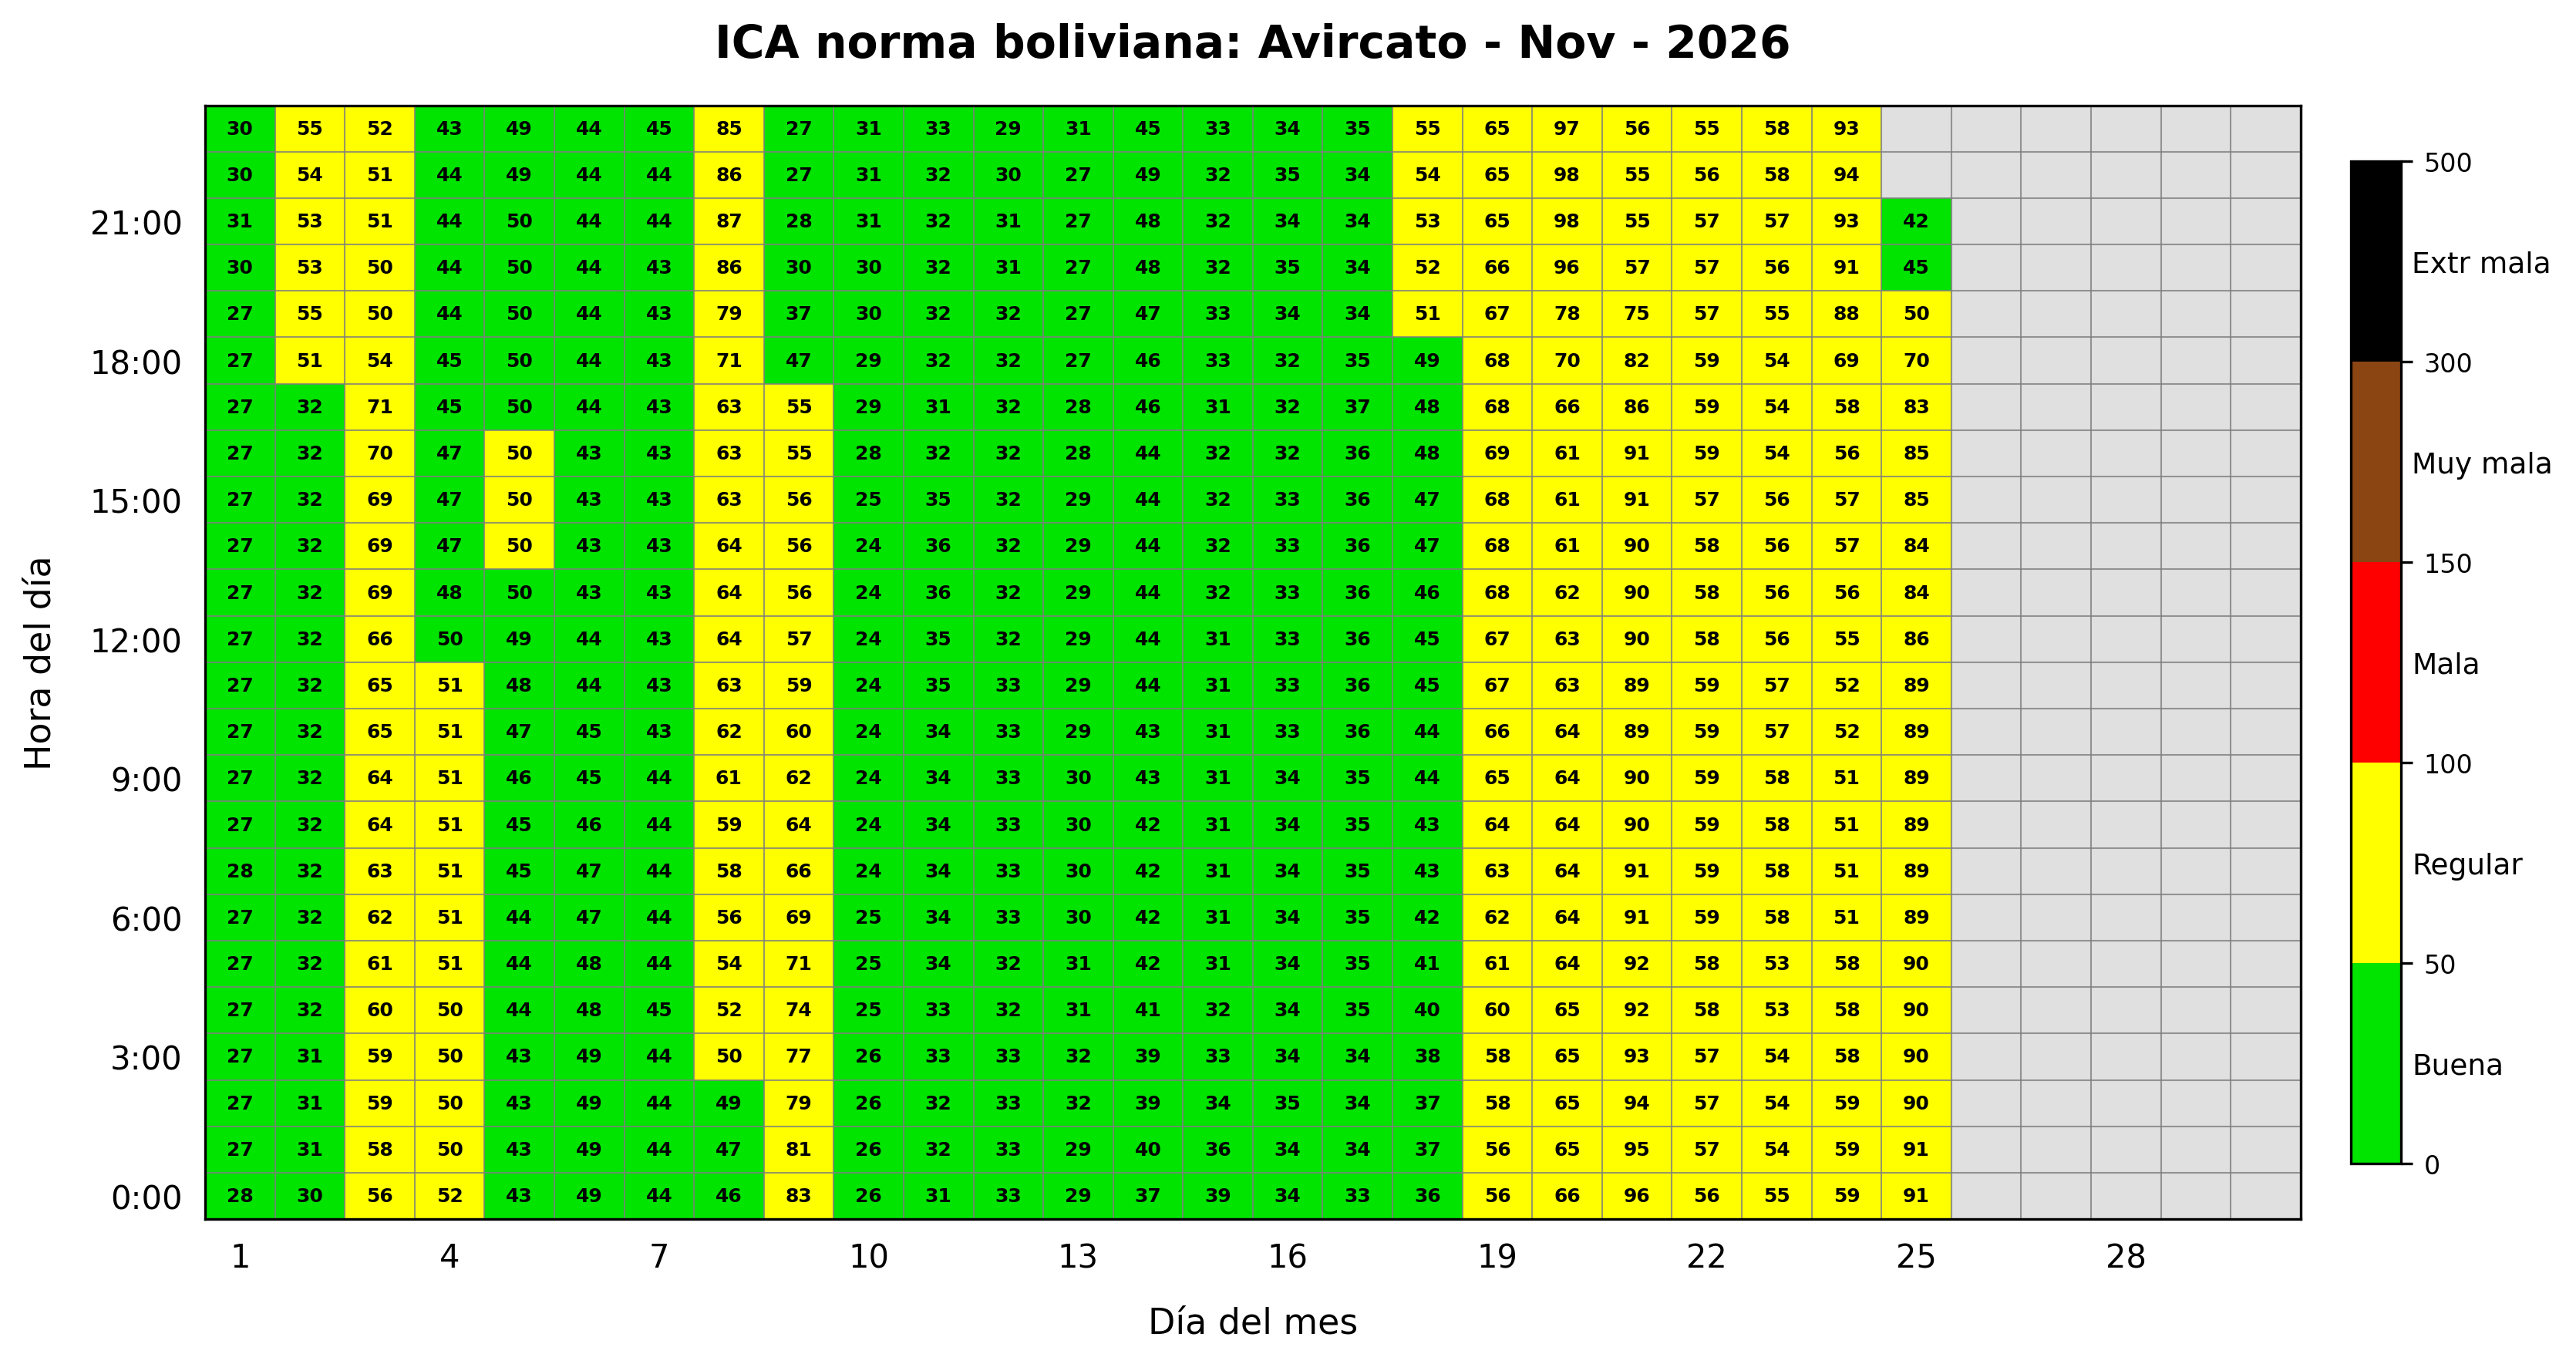 ICA norma boliviana: Avircato - Nov - 2026
30 55 52 43 49 44 45 85 27 31 33 29 31 45 33 34 35 55 65 97 56 55 58 93
30 54 51 44 49 44 44 86 27 31 32 30 27 49 32 35 34 54 65 98 55 56 58 94
21:00 31 53 51 44 50 44 44 87 28 31 32 31 27 48 32 34 34 53 65 98 55 57 57 93 42
30 53 50 44 50 44 43 86 30 30 32 31 27 48 32 35 34 52 66 96 57 57 56 91 45
27 55 50 44 50 44 43 79 37 30 32 32 27 47 33 34 34 51 67 78 75 57 55 88 50
18:00 27 51 54 45 50 44 43 71 47 29 32 32 27 46 33 32 35 49 68 70 82 59 54 69 70
27 32 71 45 50 44 43 63 55 29 31 32 28 46 31 32 37 48 68 66 86 59 54 58 83
27 32 70 47 50 43 43 63 55 28 32 32 28 44 32 32 36 48 69 61 91 59 54 56 85
15:00 27 32 69 47 50 43 43 63 56 25 35 32 29 44 32 33 36 47 68 61 91 57 56 57 85
27 32 69 47 50 43 43 64 56 24 36 32 29 44 32 33 36 47 68 61 90 58 56 57 84
27 32 69 48 50 43 43 64 56 24 36 32 29 44 32 33 36 46 68 62 90 58 56 56 84
12:00 27 32 66 50 49 44 43 64 57 24 35 32 29 44 31 33 36 45 67 63 90 58 56 55 86
27 32 65 51 48 44 43 63 59 24 35 33 29 44 31 33 36 45 67 63 89 59 57 52 89
27 32 65 51 47 45 43 62 60 24 34 33 29 43 31 33 36 44 66 64 89 59 57 52 89
9:00 27 32 64 51 46 45 44 61 62 24 34 33 30 43 31 34 35 44 65 64 90 59 58 51 89
27 32 64 51 45 46 44 59 64 24 34 33 30 42 31 34 35 43 64 64 90 59 58 51 89
28 32 63 51 45 47 44 58 66 24 34 33 30 42 31 34 35 43 63 64 91 59 58 51 89
6:00 27 32 62 51 44 47 44 56 69 25 34 33 30 42 31 34 35 42 62 64 91 59 58 51 89
27 32 61 51 44 48 44 54 71 25 34 32 31 42 31 34 35 41 61 64 92 58 53 58 90
27 32 60 50 44 48 45 52 74 25 33 32 31 41 32 34 35 40 60 65 92 58 53 58 90
3:00 27 31 59 50 43 49 44 50 77 26 33 33 32 39 33 34 34 38 58 65 93 57 54 58 90
27 31 59 50 43 49 44 49 79 26 32 33 32 39 34 35 34 37 58 65 94 57 54 59 90
27 31 58 50 43 49 44 47 81 26 32 33 29 40 36 34 34 37 56 65 95 57 54 59 91
0:00 28 30 56 52 43 49 44 46 83 26 31 33 29 37 39 34 33 36 56 66 96 56 55 59 91
1 4 7 10 13 16 19 22 25 28
Día del mes
Hora del día
500
Extr mala
300
Muy mala
150
Mala
100
Regular
50
Buena
0